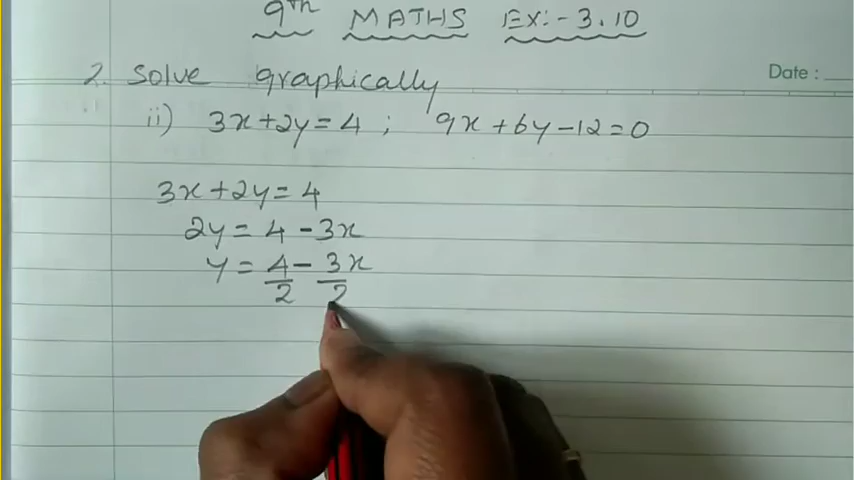 9th MATHS Ex:- 3.10
Date :
2. Solve graphically
ii) 3x+2y=4 ; 9x+6y-12=0
3x+2y=4
2y = 4-3x
y = 4/2 - 3x/2